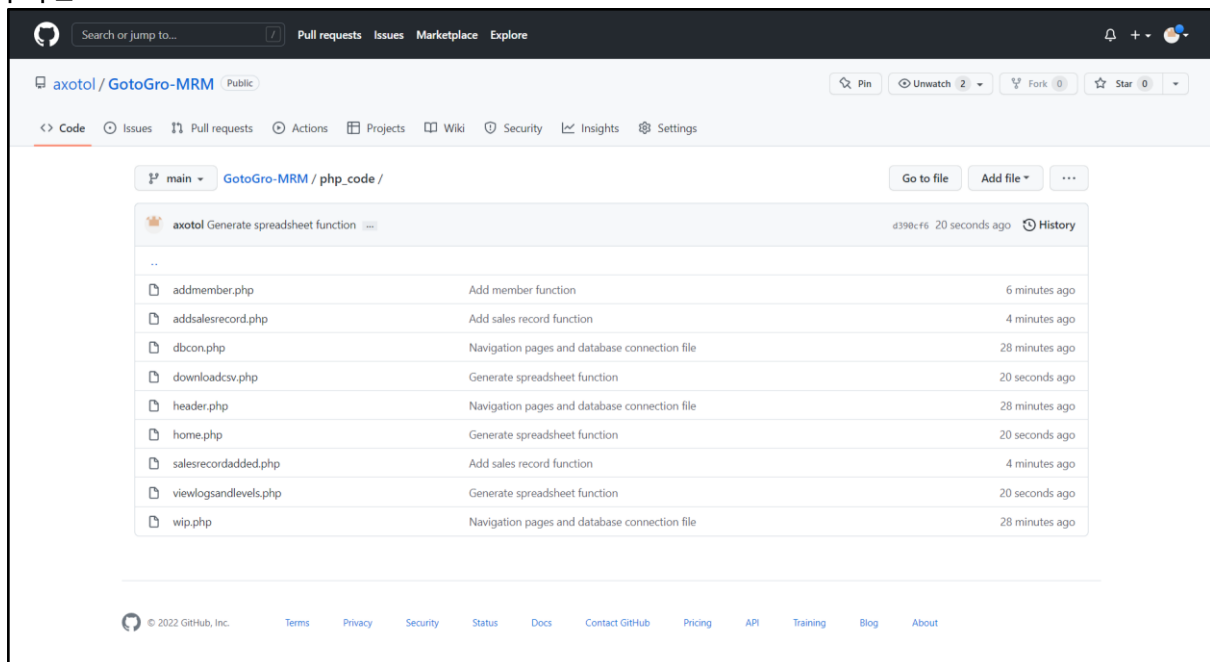 Search or jump to... / Pull requests Issues Marketplace Explore
axotol / GotoGro-MRM Public Pin Unwatch 2 Fork 0 Star 0
Code Issues Pull requests Actions Projects Wiki Security Insights Settings
main GotoGro-MRM / php_code / Go to file Add file ...
axotol Generate spreadsheet function ... d390cf6 20 seconds ago History
..
addmember.php Add member function 6 minutes ago
addsalesrecord.php Add sales record function 4 minutes ago
dbcon.php Navigation pages and database connection file 28 minutes ago
downloadcsv.php Generate spreadsheet function 20 seconds ago
header.php Navigation pages and database connection file 28 minutes ago
home.php Generate spreadsheet function 20 seconds ago
salesrecordadded.php Add sales record function 4 minutes ago
viewlogsandlevels.php Generate spreadsheet function 20 seconds ago
wip.php Navigation pages and database connection file 28 minutes ago
© 2022 GitHub, Inc. Terms Privacy Security Status Docs Contact GitHub Pricing API Training Blog About